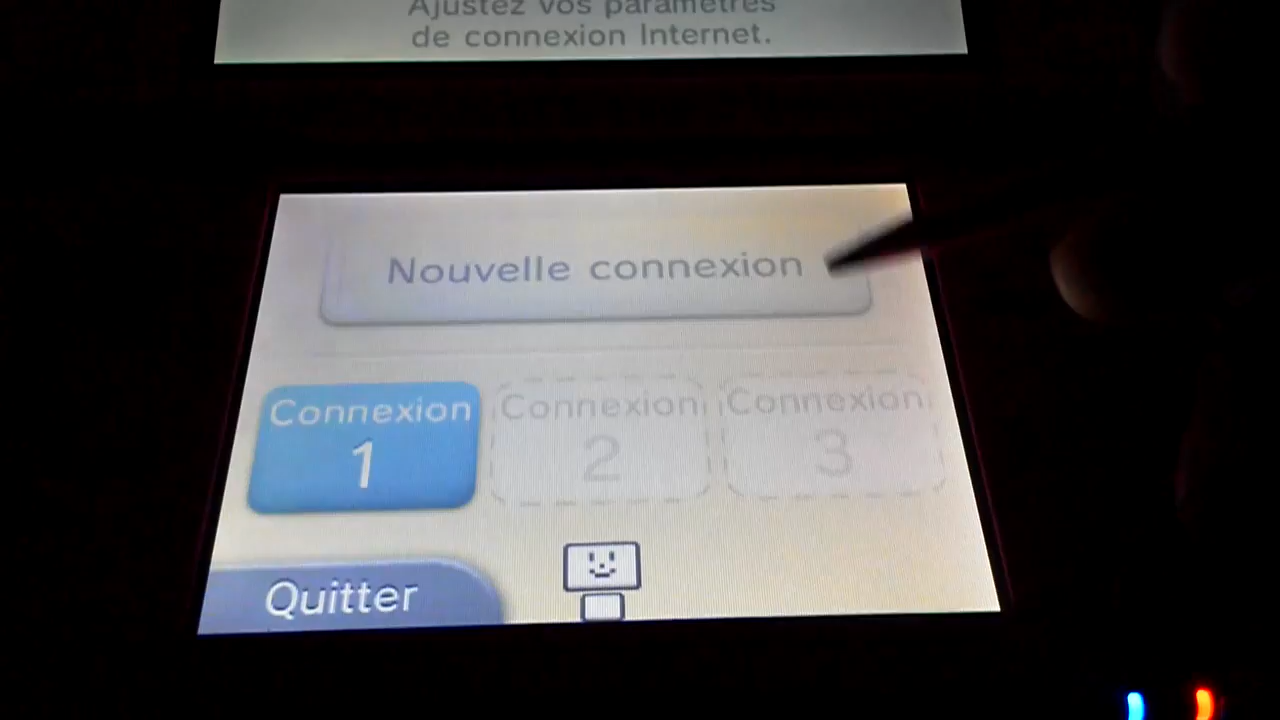 Ajustez vos paramètres
de connexion Internet.
Nouvelle connexion
Connexion
1
Connexion
2
Connexion
3
Quitter